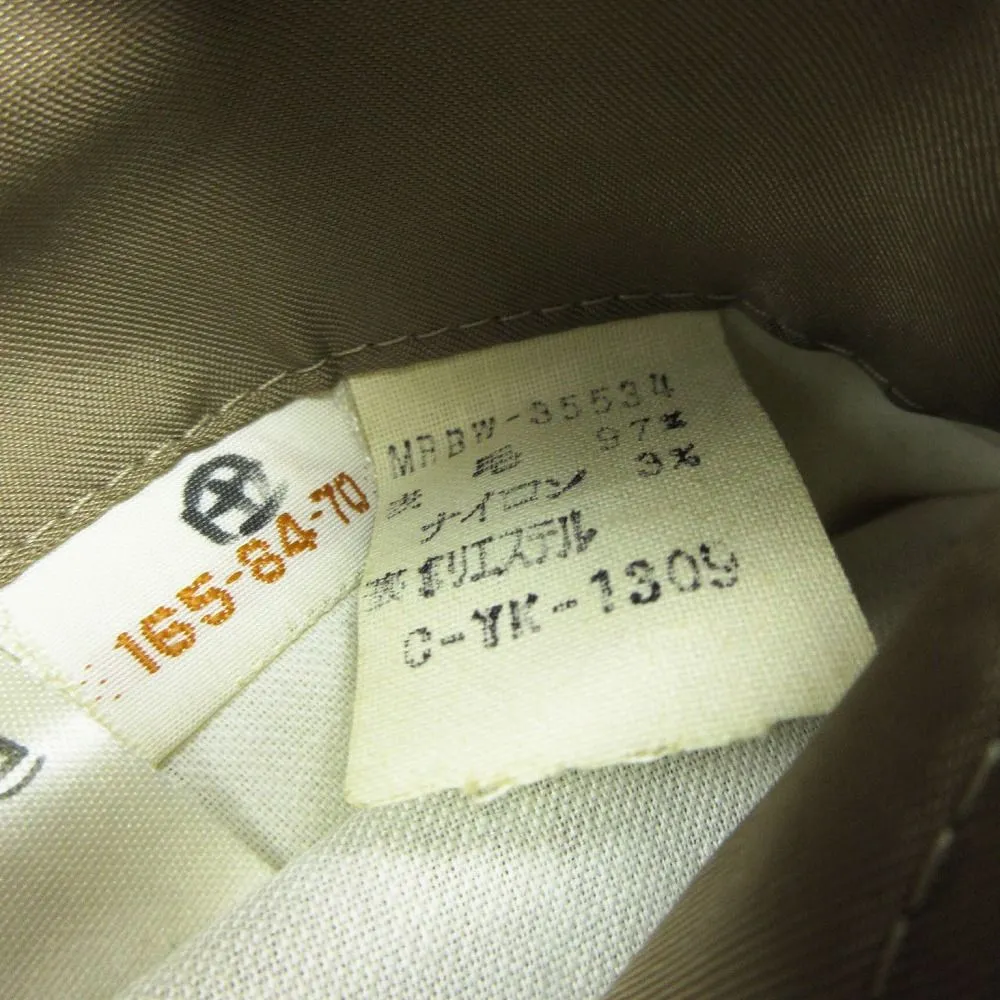 165-84-70
MRBW-35534
表 毛 97%
ナイロン 3%
裏 ポリエステル
C-YK-1309